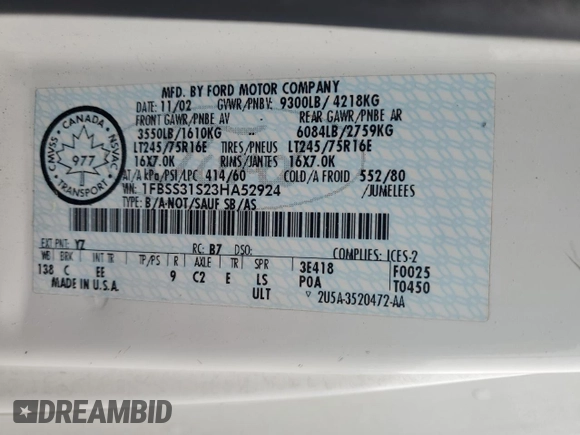 MFD. BY FORD MOTOR COMPANY
DATE: 11/02 GVWR/PNBV: 9300LB/ 4218KG
FRONT GAWR/PNBE AV REAR GAWR/PNBE AR
3550LB/1610KG -- 6084LB/2759KG
LT245/75R16E TIRES/PNEUS LT245/75R16E
16X7.0K RIMS/JANTES 16X7.0K
AT/A kPa/PSI/LPC 414/60 COLD/A FROID 552/80
VIN: 1FBSS31S23HA52924 /JUMELEES
TYPE: B/A-NOT/SAUF SB/AS
CANADA
CMVSS NSVAC
977
TRANSPORT
EXT PNT: YZ RC: B7 DSO: COMPLIES: ICES-2
WB BRK INT TR TP/PS R AXLE TR SPR 3E418 F0025
138 C EE 9 C2 E LS POA T0450
MADE IN U.S.A. ULT V 2U5A-3520472-AA
DREAMBID